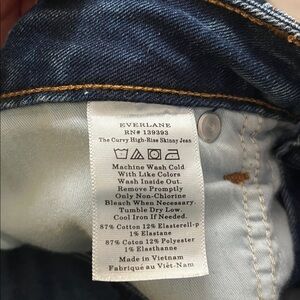 EVERLANE
RN# 139393
The Curvy High-Rise Skinny Jean
Machine Wash Cold
With Like Colors
Wash Inside Out.
Remove Promptly
Only Non-Chlorine
Bleach When Necessary.
Tumble Dry Low.
Cool Iron If Needed.
87% Cotton 12% Elasterell-p
1% Elastane
87% Coton 12% Polyester
1% Elasthanne
Made in Vietnam
Fabriqué au Viêt-Nam